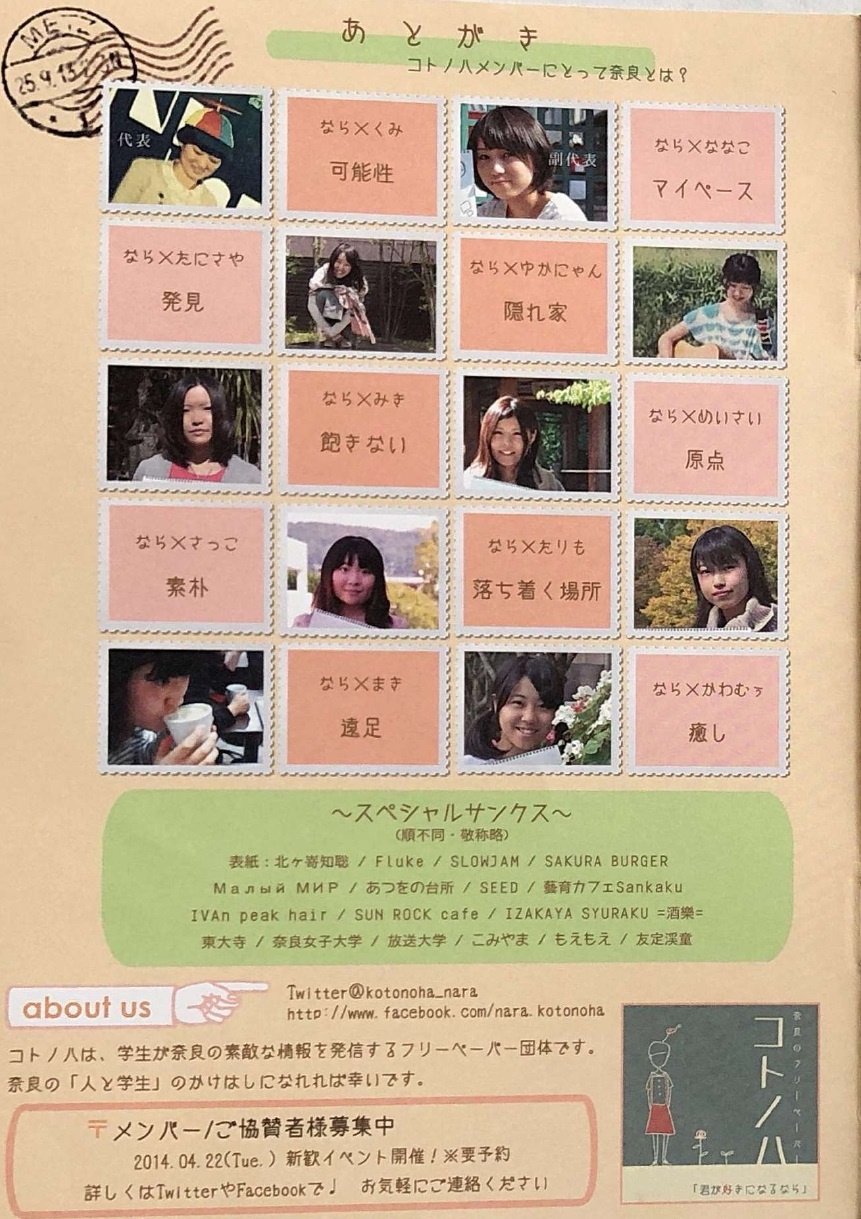 METZ
25.9.13
あとがき
コトノハメンバーにとって奈良とは？
代表
なら×くみ
可能性
副代表
なら×ななこ
マイペース
なら×たにさや
発見
なら×ゆかにゃん
隠れ家
なら×みき
飽きない
なら×めいさい
原点
なら×さっこ
素朴
なら×たりも
落ち着く場所
なら×まき
遠足
なら×かわむぅ
癒し
～スペシャルサンクス～
(順不同・敬称略)
表紙：北ヶ嵜知聡 / Fluke / SLOWJAM / SAKURA BURGER
Малый МИР / あつをの台所 / SEED / 藝育カフェSankaku
IVAn peak hair / SUN ROCK cafe / IZAKAYA SYURAKU =酒樂=
東大寺 / 奈良女子大学 / 放送大学 / こみやま / もえもえ / 友定渓童
about us
Twitter@kotonoha_nara
http://www.facebook.com/nara.kotonoha
コトノハは、学生が奈良の素敵な情報を発信するフリーペーパー団体です。
奈良の「人と学生」のかけはしになれれば幸いです。
〒メンバー/ご協賛者様募集中
2014.04.22(Tue.) 新歓イベント開催！※要予約
詳しくはTwitterやFacebookで♩ お気軽にご連絡ください
奈良のフリーペーパー
コトノハ
「君が好きになるなら」